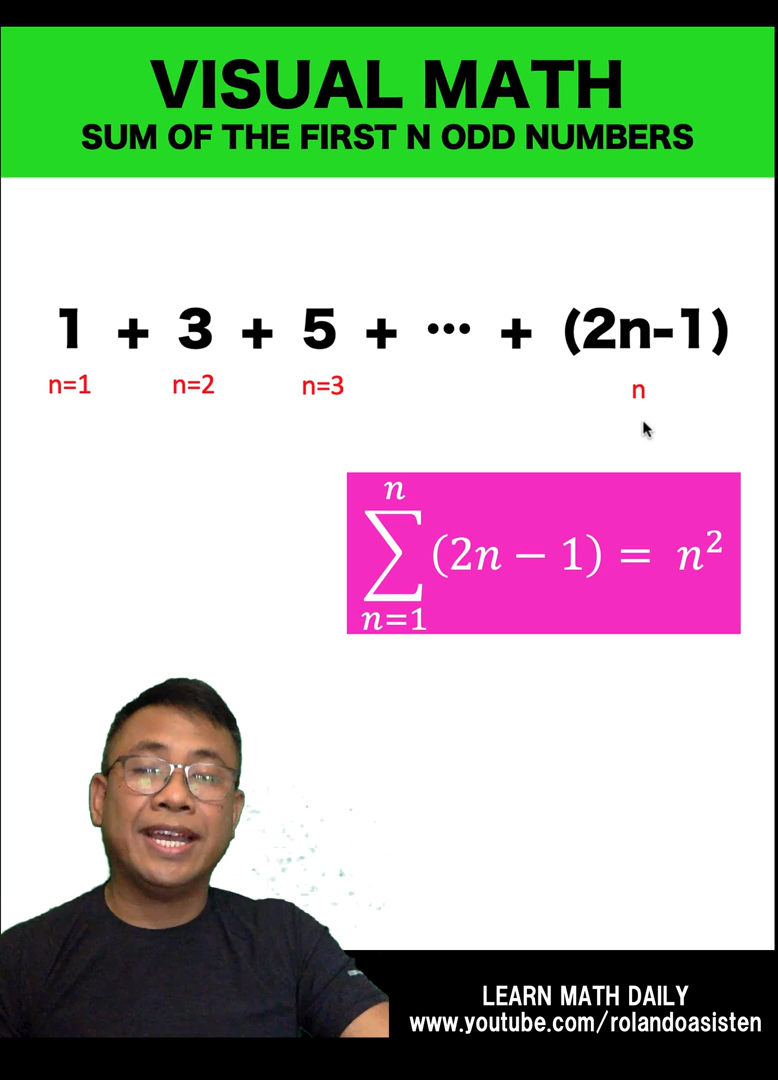 VISUAL MATH
SUM OF THE FIRST N ODD NUMBERS
1 + 3 + 5 + ··· + (2n-1)
n=1 n=2 n=3 n
n
∑ (2n − 1) = n²
n=1
LEARN MATH DAILY
www.youtube.com/rolandoasisten